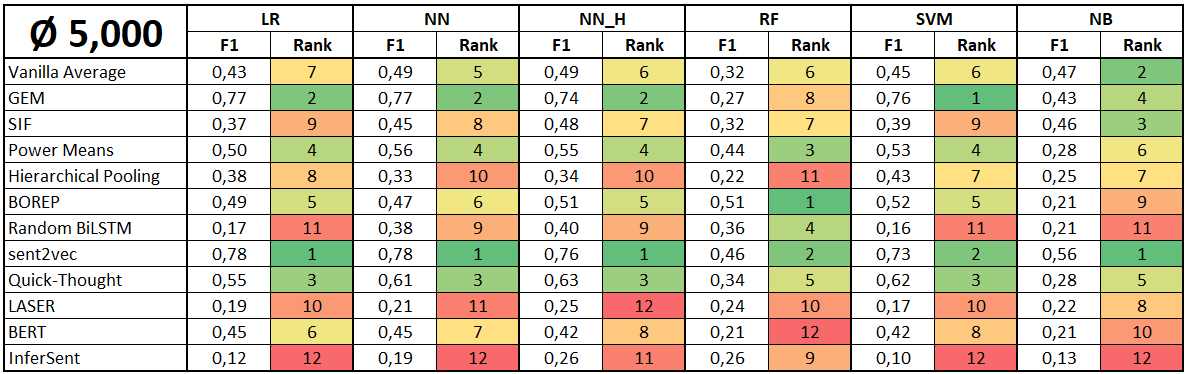 Ø 5,000 LR NN NN_H RF SVM NB
F1 Rank F1 Rank F1 Rank F1 Rank F1 Rank F1 Rank
Vanilla Average 0,43 7 0,49 5 0,49 6 0,32 6 0,45 6 0,47 2
GEM 0,77 2 0,77 2 0,74 2 0,27 8 0,76 1 0,43 4
SIF 0,37 9 0,45 8 0,48 7 0,32 7 0,39 9 0,46 3
Power Means 0,50 4 0,56 4 0,55 4 0,44 3 0,53 4 0,28 6
Hierarchical Pooling 0,38 8 0,33 10 0,34 10 0,22 11 0,43 7 0,25 7
BOREP 0,49 5 0,47 6 0,51 5 0,51 1 0,52 5 0,21 9
Random BiLSTM 0,17 11 0,38 9 0,40 9 0,36 4 0,16 11 0,21 11
sent2vec 0,78 1 0,78 1 0,76 1 0,46 2 0,73 2 0,56 1
Quick-Thought 0,55 3 0,61 3 0,63 3 0,34 5 0,62 3 0,28 5
LASER 0,19 10 0,21 11 0,25 12 0,24 10 0,17 10 0,22 8
BERT 0,45 6 0,45 7 0,42 8 0,21 12 0,42 8 0,21 10
InferSent 0,12 12 0,19 12 0,26 11 0,26 9 0,10 12 0,13 12